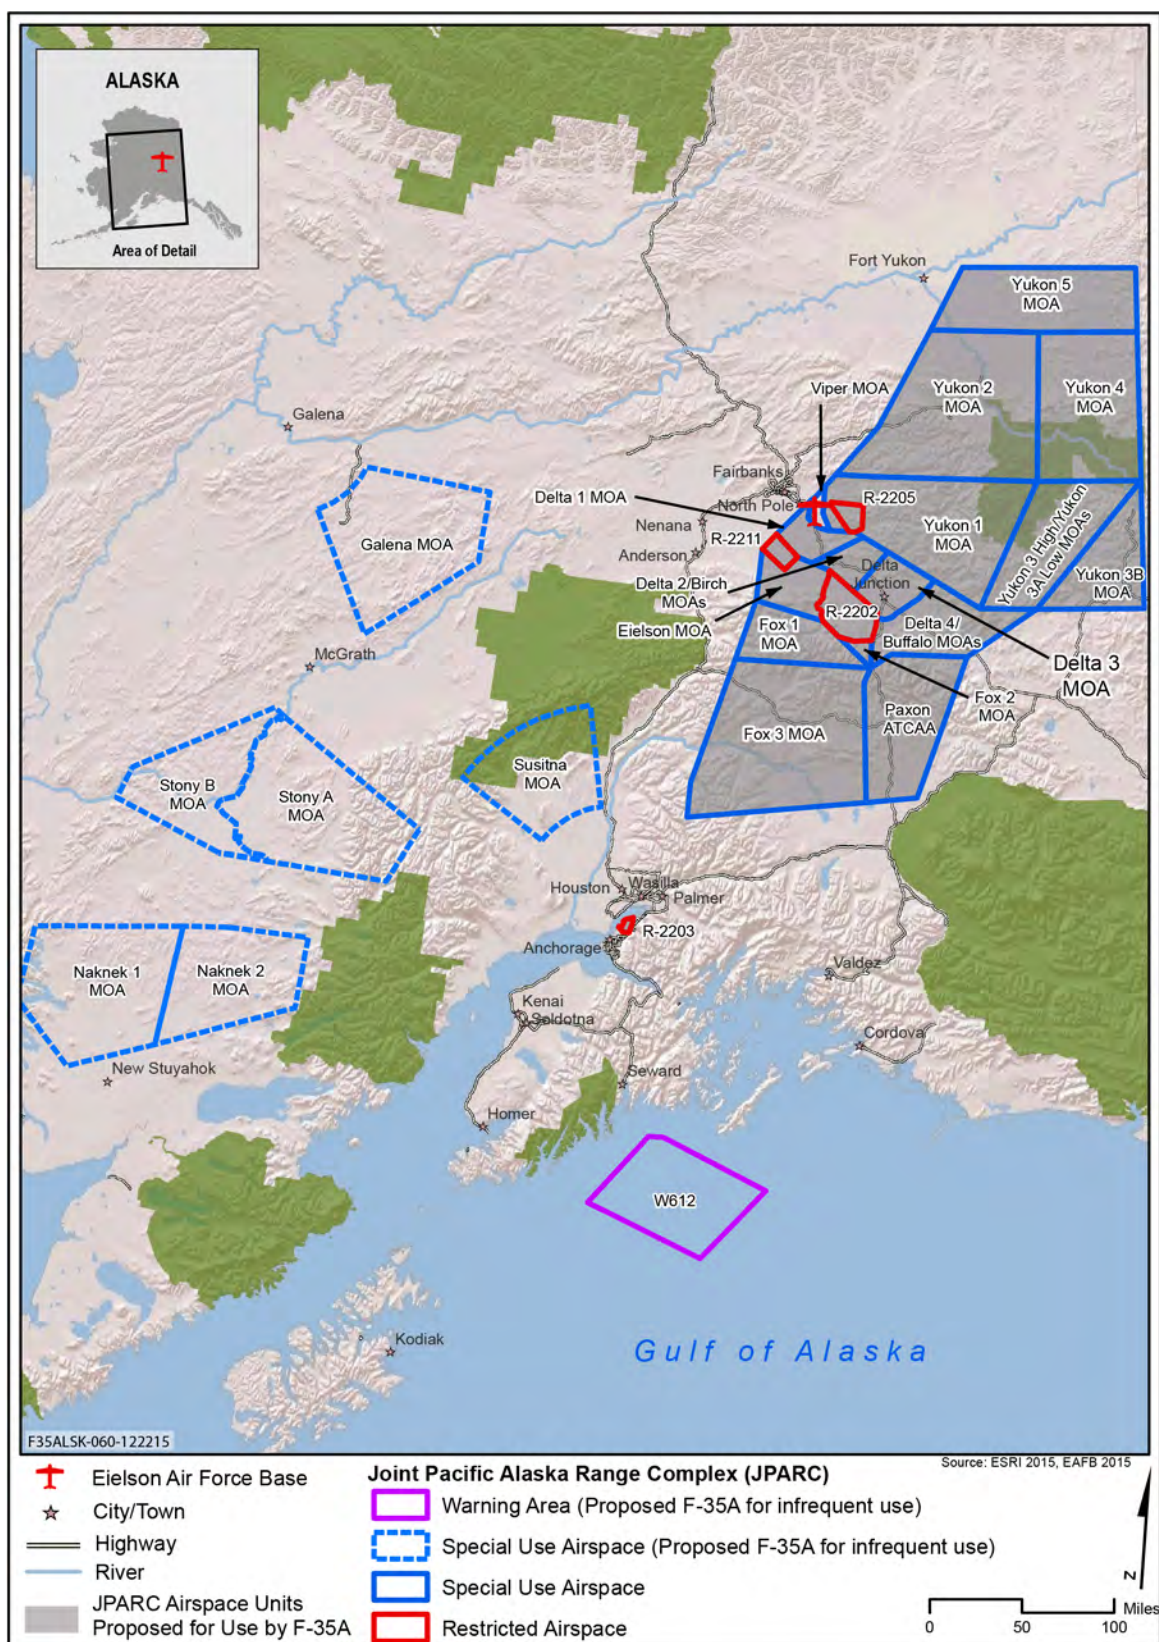 ALASKA
Area of Detail
Fort Yukon
Yukon 5
MOA
Viper MOA
Yukon 2
MOA
Yukon 4
MOA
Galena
Fairbanks
Delta 1 MOA
North Pole
R-2205
Nenana
R-2211
Yukon 1
MOA
Yukon 3 High/Yukon
3A Low MOAs
Galena MOA
Anderson
Delta
Junction
Delta 2/Birch
MOAs
Yukon 3B
MOA
R-2202
Eielson MOA
Fox 1
MOA
Delta 4/
Buffalo MOAs
McGrath
Delta 3
MOA
Fox 2
MOA
Paxon
ATCAA
Fox 3 MOA
Susitna
MOA
Stony B
MOA
Stony A
MOA
Houston
Wasilla
Palmer
R-2203
Anchorage
Naknek 1
MOA
Naknek 2
MOA
Valdez
Kenai
Soldotna
Cordova
New Stuyahok
Seward
Homer
W612
Kodiak
Gulf of Alaska
F35ALSK-060-122215
Source: ESRI 2015, EAFB 2015
Eielson Air Force Base
City/Town
Highway
River
JPARC Airspace Units
Proposed for Use by F-35A
Joint Pacific Alaska Range Complex (JPARC)
Warning Area (Proposed F-35A for infrequent use)
Special Use Airspace (Proposed F-35A for infrequent use)
Special Use Airspace
Restricted Airspace
N
Miles
0 50 100